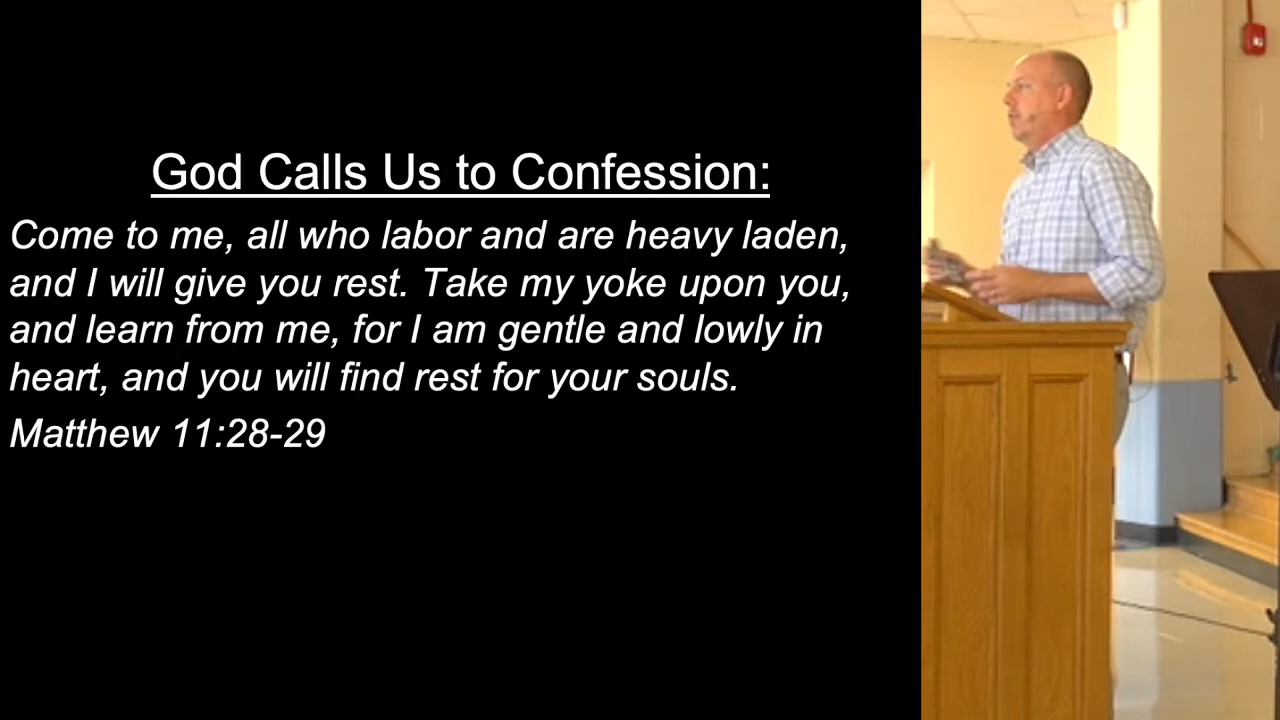 God Calls Us to Confession:
Come to me, all who labor and are heavy laden,
and I will give you rest. Take my yoke upon you,
and learn from me, for I am gentle and lowly in
heart, and you will find rest for your souls.
Matthew 11:28-29